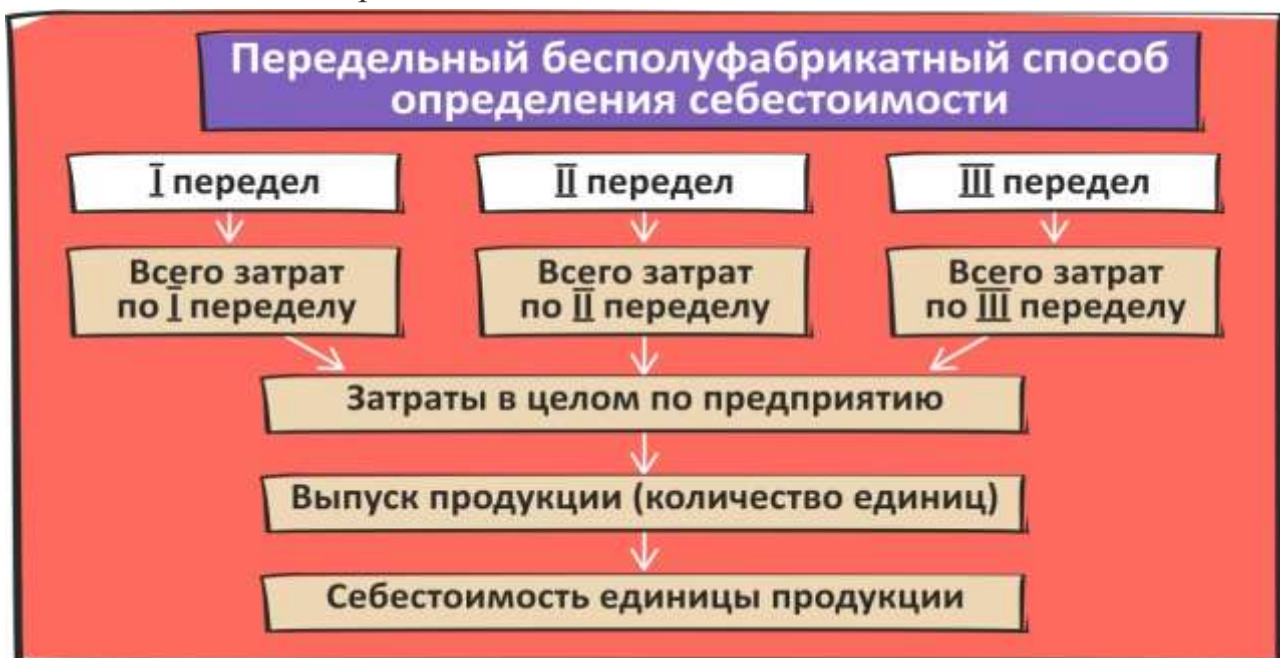 Передельный бесполуфабрикатный способ
определения себестоимости
I передел
II передел
III передел
Всего затрат
по I переделу
Всего затрат
по II переделу
Всего затрат
по III переделу
Затраты в целом по предприятию
Выпуск продукции (количество единиц)
Себестоимость единицы продукции